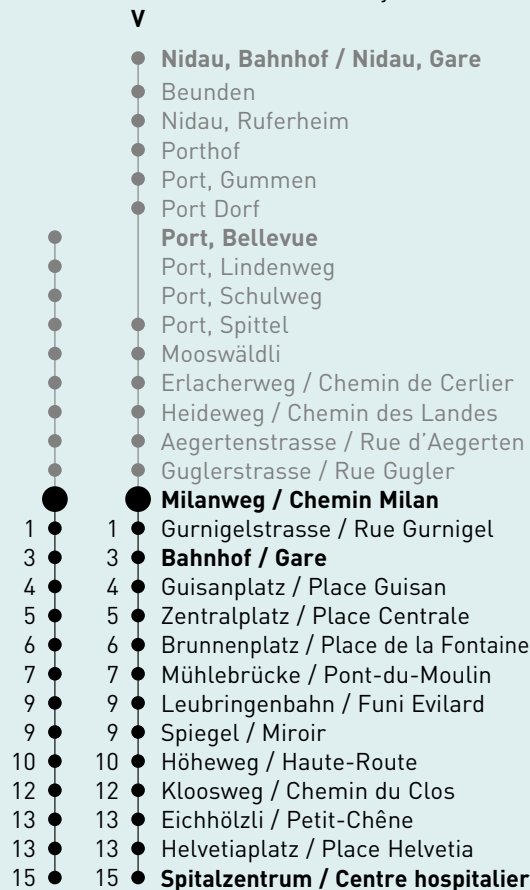 V
Nidau, Bahnhof / Nidau, Gare
Beunden
Nidau, Ruferheim
Porthof
Port, Gummen
Port Dorf
Port, Bellevue
Port, Lindenweg
Port, Schulweg
Port, Spittel
Mooswäldli
Erlacherweg / Chemin de Cerlier
Heideweg / Chemin des Landes
Aegertenstrasse / Rue d'Aegerten
Guglerstrasse / Rue Gugler
Milanweg / Chemin Milan
1 1 Gurnigelstrasse / Rue Gurnigel
3 3 Bahnhof / Gare
4 4 Guisanplatz / Place Guisan
5 5 Zentralplatz / Place Centrale
6 6 Brunnenplatz / Place de la Fontaine
7 7 Mühlebrücke / Pont-du-Moulin
9 9 Leubringenbahn / Funi Evilard
9 9 Spiegel / Miroir
10 10 Höheweg / Haute-Route
12 12 Kloosweg / Chemin du Clos
13 13 Eichhölzli / Petit-Chêne
13 13 Helvetiaplatz / Place Helvetia
15 15 Spitalzentrum / Centre hospitalier